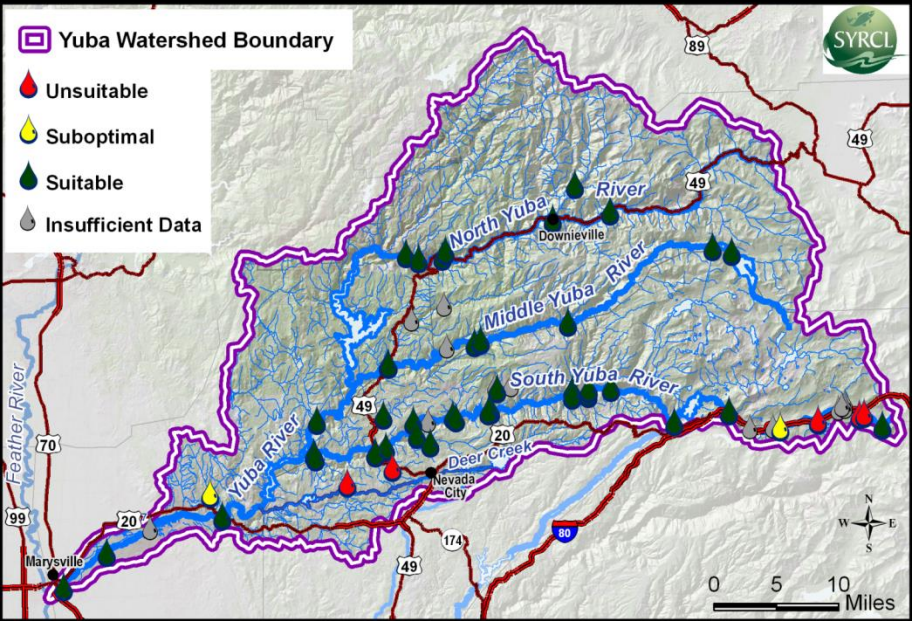 Yuba Watershed Boundary
Unsuitable
Suboptimal
Suitable
Insufficient Data
SYRCL
89
49
49
North Yuba River
Downieville
Middle Yuba River
South Yuba River
49
20
Deer Creek
Nevada
City
Yuba River
Feather River
70
99
20
Marysville
174
49
80
N
W
E
S
0 5 10
Miles